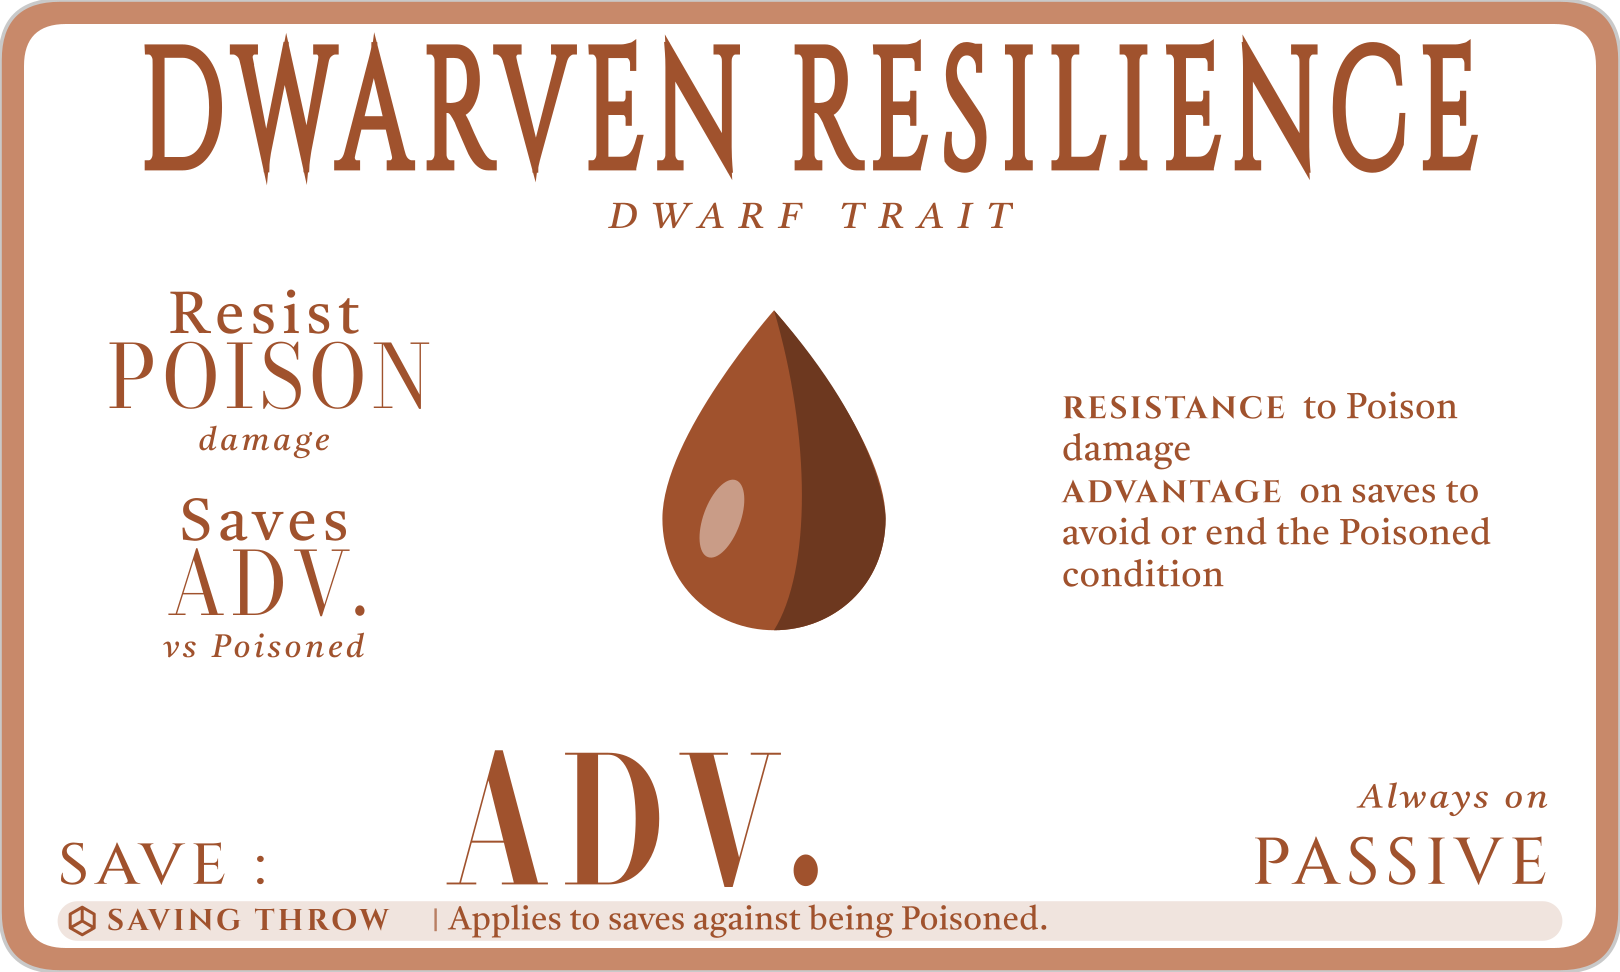 DWARVEN RESILIENCE
DWARF TRAIT
Resist
POISON
damage
Saves
ADV.
vs Poisoned
RESISTANCE to Poison
damage
ADVANTAGE on saves to
avoid or end the Poisoned
condition
SAVE :
ADV.
Always on
PASSIVE
SAVING THROW | Applies to saves against being Poisoned.